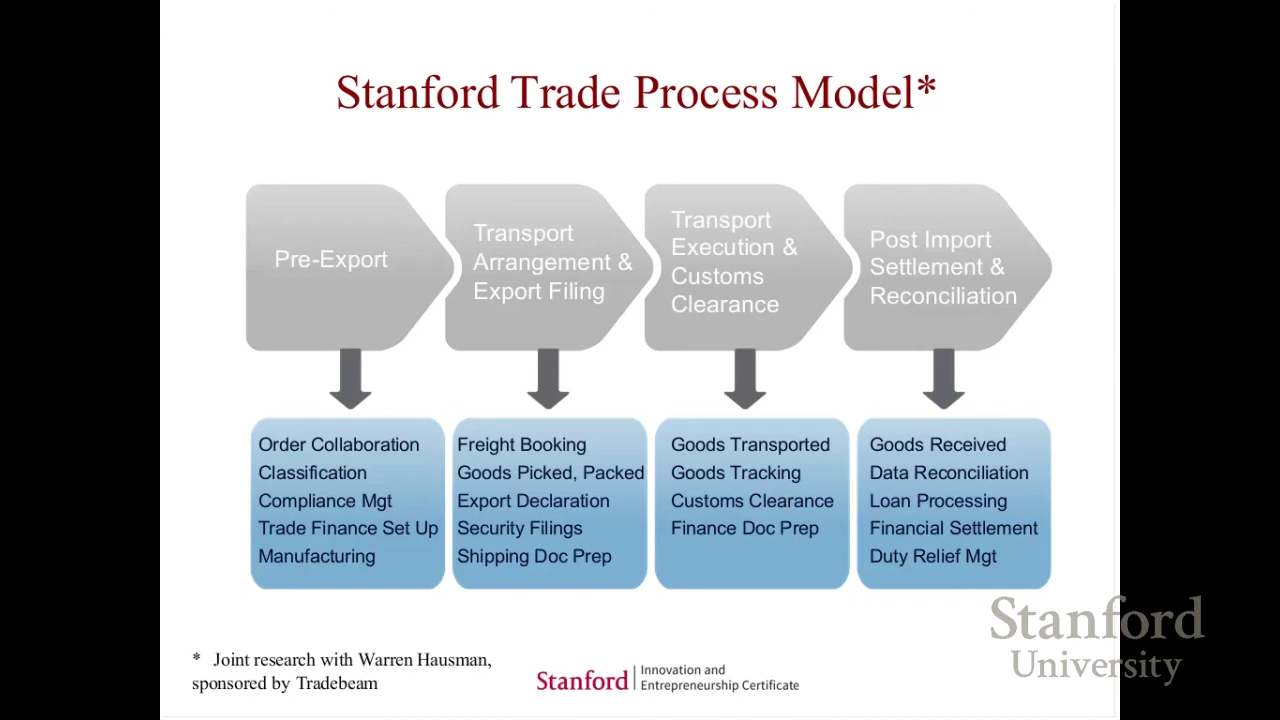 Stanford Trade Process Model*
Pre-Export
Transport
Arrangement &
Export Filing
Transport
Execution &
Customs
Clearance
Post Import
Settlement &
Reconciliation
Order Collaboration
Classification
Compliance Mgt
Trade Finance Set Up
Manufacturing
Freight Booking
Goods Picked, Packed
Export Declaration
Security Filings
Shipping Doc Prep
Goods Transported
Goods Tracking
Customs Clearance
Finance Doc Prep
Goods Received
Data Reconciliation
Loan Processing
Financial Settlement
Duty Relief Mgt
* Joint research with Warren Hausman,
sponsored by Tradebeam
Stanford
Innovation and
Entrepreneurship Certificate
Stanford
University